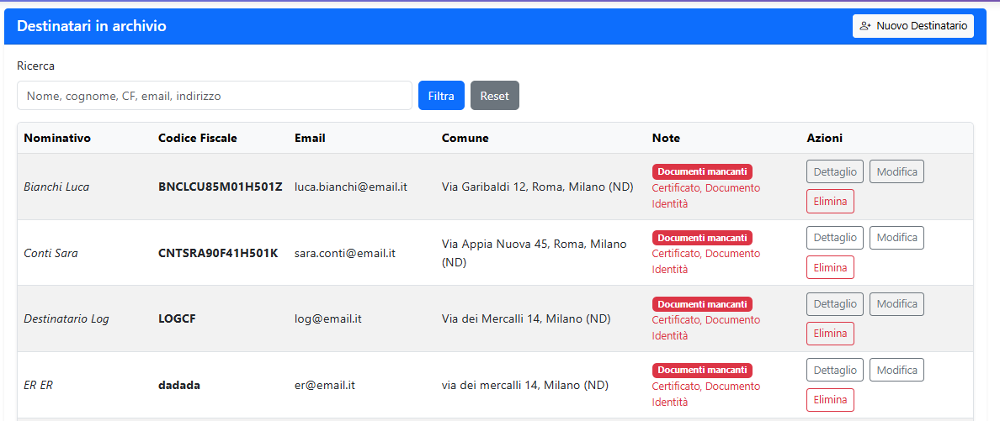 Destinatari in archivio
Nuovo Destinatario
Ricerca
Nome, cognome, CF, email, indirizzo
Filtra
Reset
Nominativo Codice Fiscale Email Comune Note Azioni
Bianchi Luca BNCLCU85M01H501Z luca.bianchi@email.it Via Garibaldi 12, Roma, Milano (ND)
Documenti mancanti
Certificato, Documento
Identità
Dettaglio Modifica
Elimina
Conti Sara CNTSRA90F41H501K sara.conti@email.it Via Appia Nuova 45, Roma, Milano
(ND)
Documenti mancanti
Certificato, Documento
Identità
Dettaglio Modifica
Elimina
Destinatario Log LOGCF log@email.it Via dei Mercalli 14, Milano (ND)
Documenti mancanti
Certificato, Documento
Identità
Dettaglio Modifica
Elimina
ER ER dadada er@email.it via dei mercalli 14, Milano (ND)
Documenti mancanti
Certificato, Documento
Identità
Dettaglio Modifica
Elimina